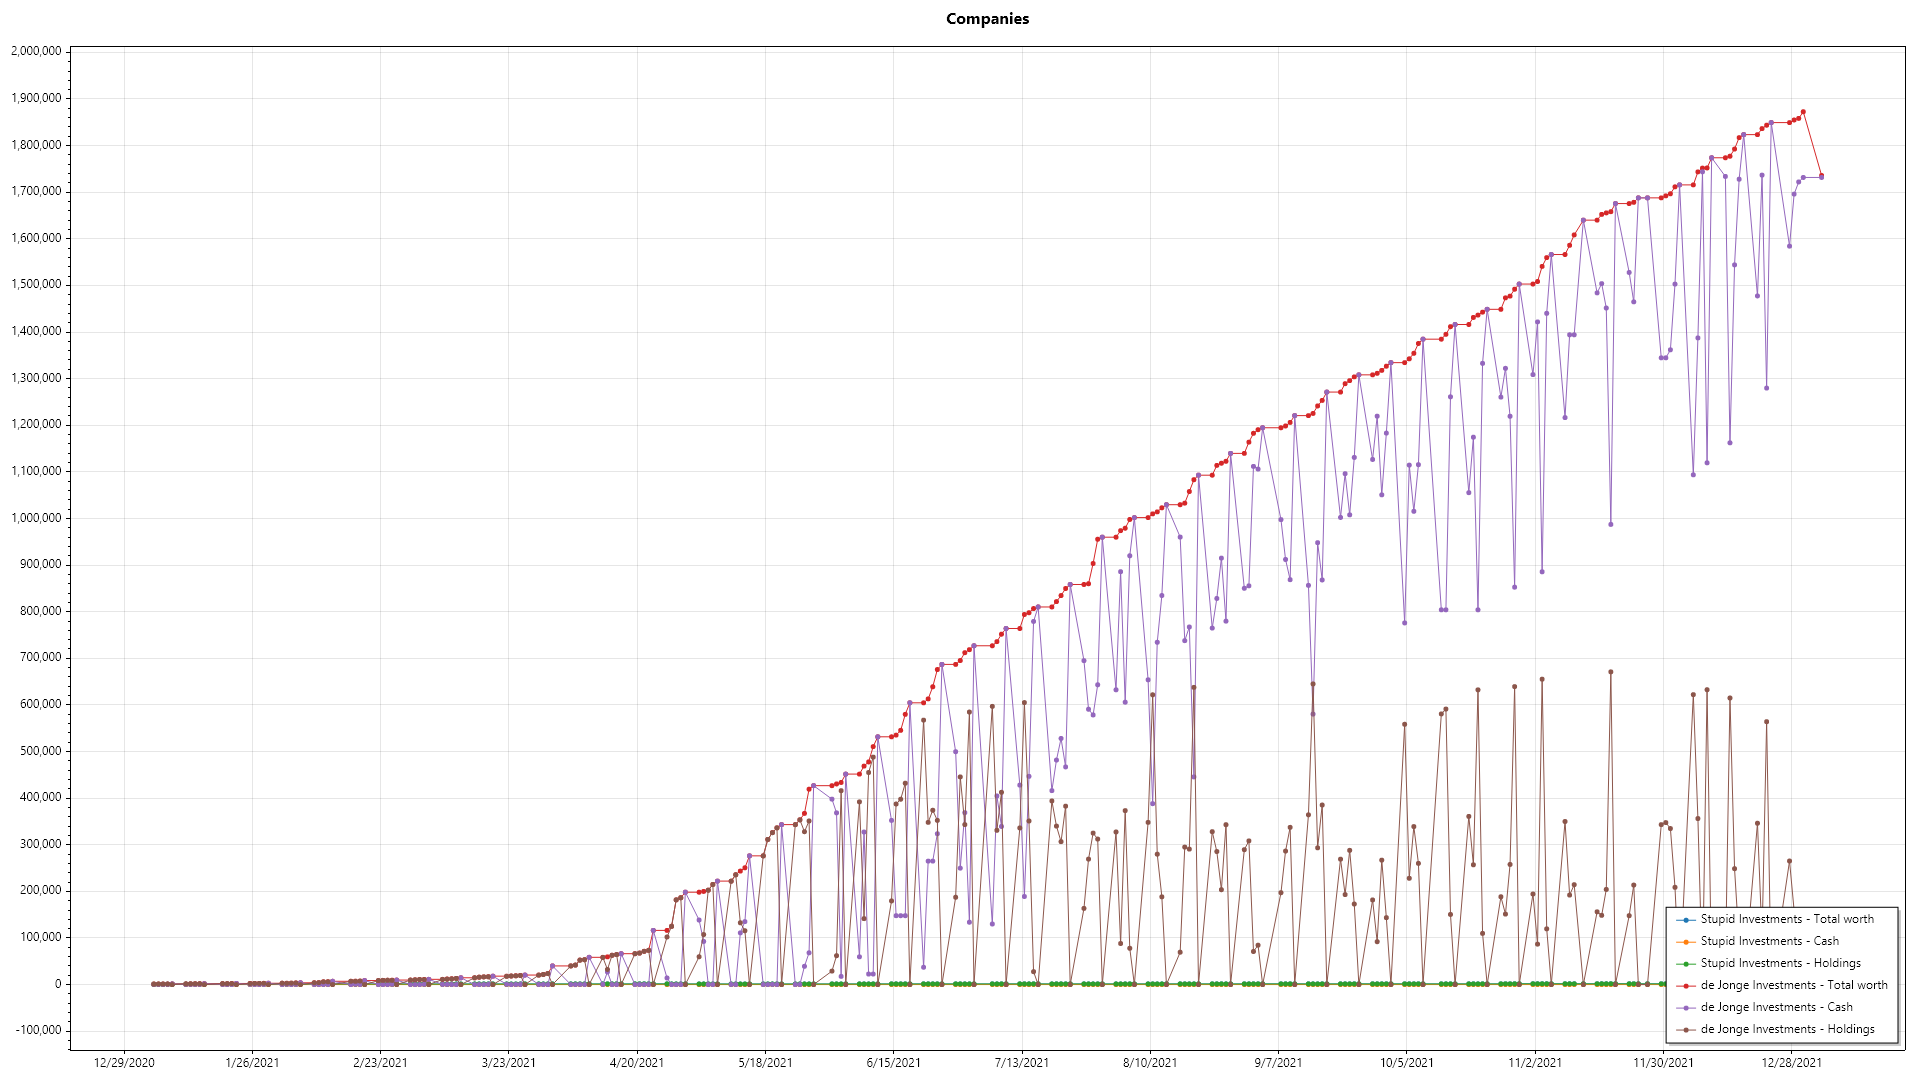 Companies
2,000,000
1,900,000
1,800,000
1,700,000
1,600,000
1,500,000
1,400,000
1,300,000
1,200,000
1,100,000
1,000,000
900,000
800,000
700,000
600,000
500,000
400,000
300,000
200,000
100,000
0
-100,000
Stupid Investments - Total worth
Stupid Investments - Cash
Stupid Investments - Holdings
de Jonge Investments - Total worth
de Jonge Investments - Cash
de Jonge Investments - Holdings
12/29/2020 1/26/2021 2/23/2021 3/23/2021 4/20/2021 5/18/2021 6/15/2021 7/13/2021 8/10/2021 9/7/2021 10/5/2021 11/2/2021 11/30/2021 12/28/2021